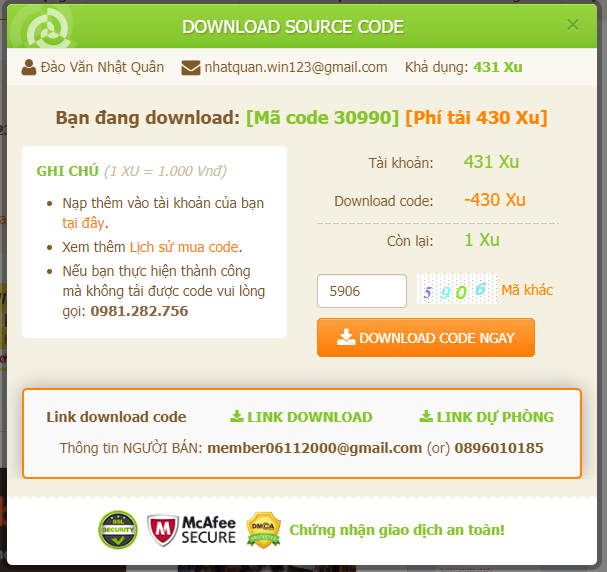 DOWNLOAD SOURCE CODE
×
Đào Văn Nhật Quân nhatquan.win123@gmail.com Khả dụng: 431 Xu
Bạn đang download: [Mã code 30990] [Phí tải 430 Xu]
GHI CHÚ (1 XU = 1.000 Vnđ)
• Nạp thêm vào tài khoản của bạn
tại đây.
• Xem thêm Lịch sử mua code.
• Nếu bạn thực hiện thành công
mà không tải được code vui lòng
gọi: 0981.282.756
Tài khoản: 431 Xu
Download code: -430 Xu
Còn lại: 1 Xu
5906 5906 Mã khác
DOWNLOAD CODE NGAY
Link download code LINK DOWNLOAD LINK DỰ PHÒNG
Thông tin NGƯỜI BÁN: member06112000@gmail.com (or) 0896010185
SSL
SECURITY
McAfee
SECURE
DMCA
PROTECTED
Chứng nhận giao dịch an toàn!